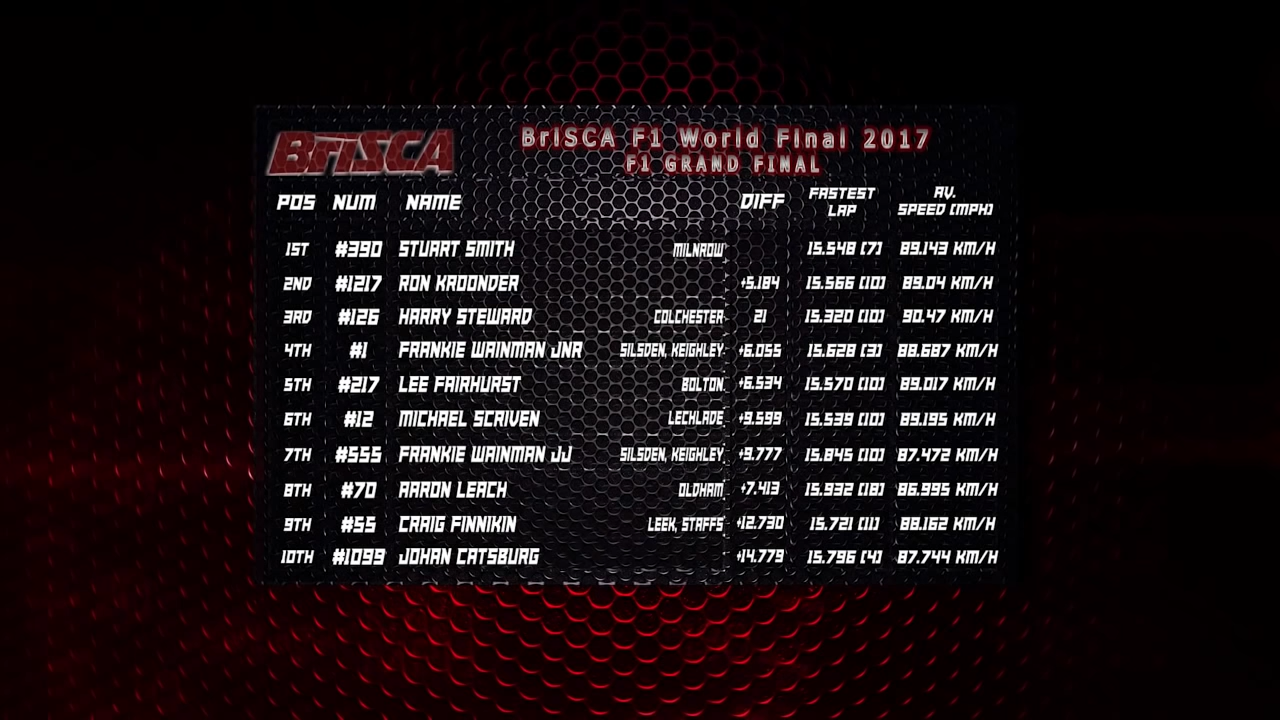 BriSCA
BriSCA F1 World Final 2017
F1 GRAND FINAL
POS NUM NAME DIFF FASTEST LAP AV. SPEED (MPH)
1ST #390 STUART SMITH MILNROW 15.548 (7) 89.143 KM/H
2ND #1217 RON KROONDER +5.184 15.566 (10) 89.04 KM/H
3RD #126 HARRY STEWARD COLCHESTER 21 15.320 (10) 90.47 KM/H
4TH #1 FRANKIE WAINMAN JNR SILSDEN, KEIGHLEY +6.055 15.628 (3) 88.687 KM/H
5TH #217 LEE FAIRHURST BOLTON +6.534 15.570 (10) 89.017 KM/H
6TH #12 MICHAEL SCRIVEN LECHLADE +9.599 15.539 (10) 89.195 KM/H
7TH #555 FRANKIE WAINMAN JJ SILSDEN, KEIGHLEY +9.777 15.845 (10) 87.472 KM/H
8TH #70 AARON LEACH OLDHAM +7.413 15.932 (18) 86.995 KM/H
9TH #55 CRAIG FINNIKIN LEEK, STAFFS +12.730 15.721 (11) 88.162 KM/H
10TH #1099 JOHAN CATSBURG +14.779 15.796 (4) 87.744 KM/H